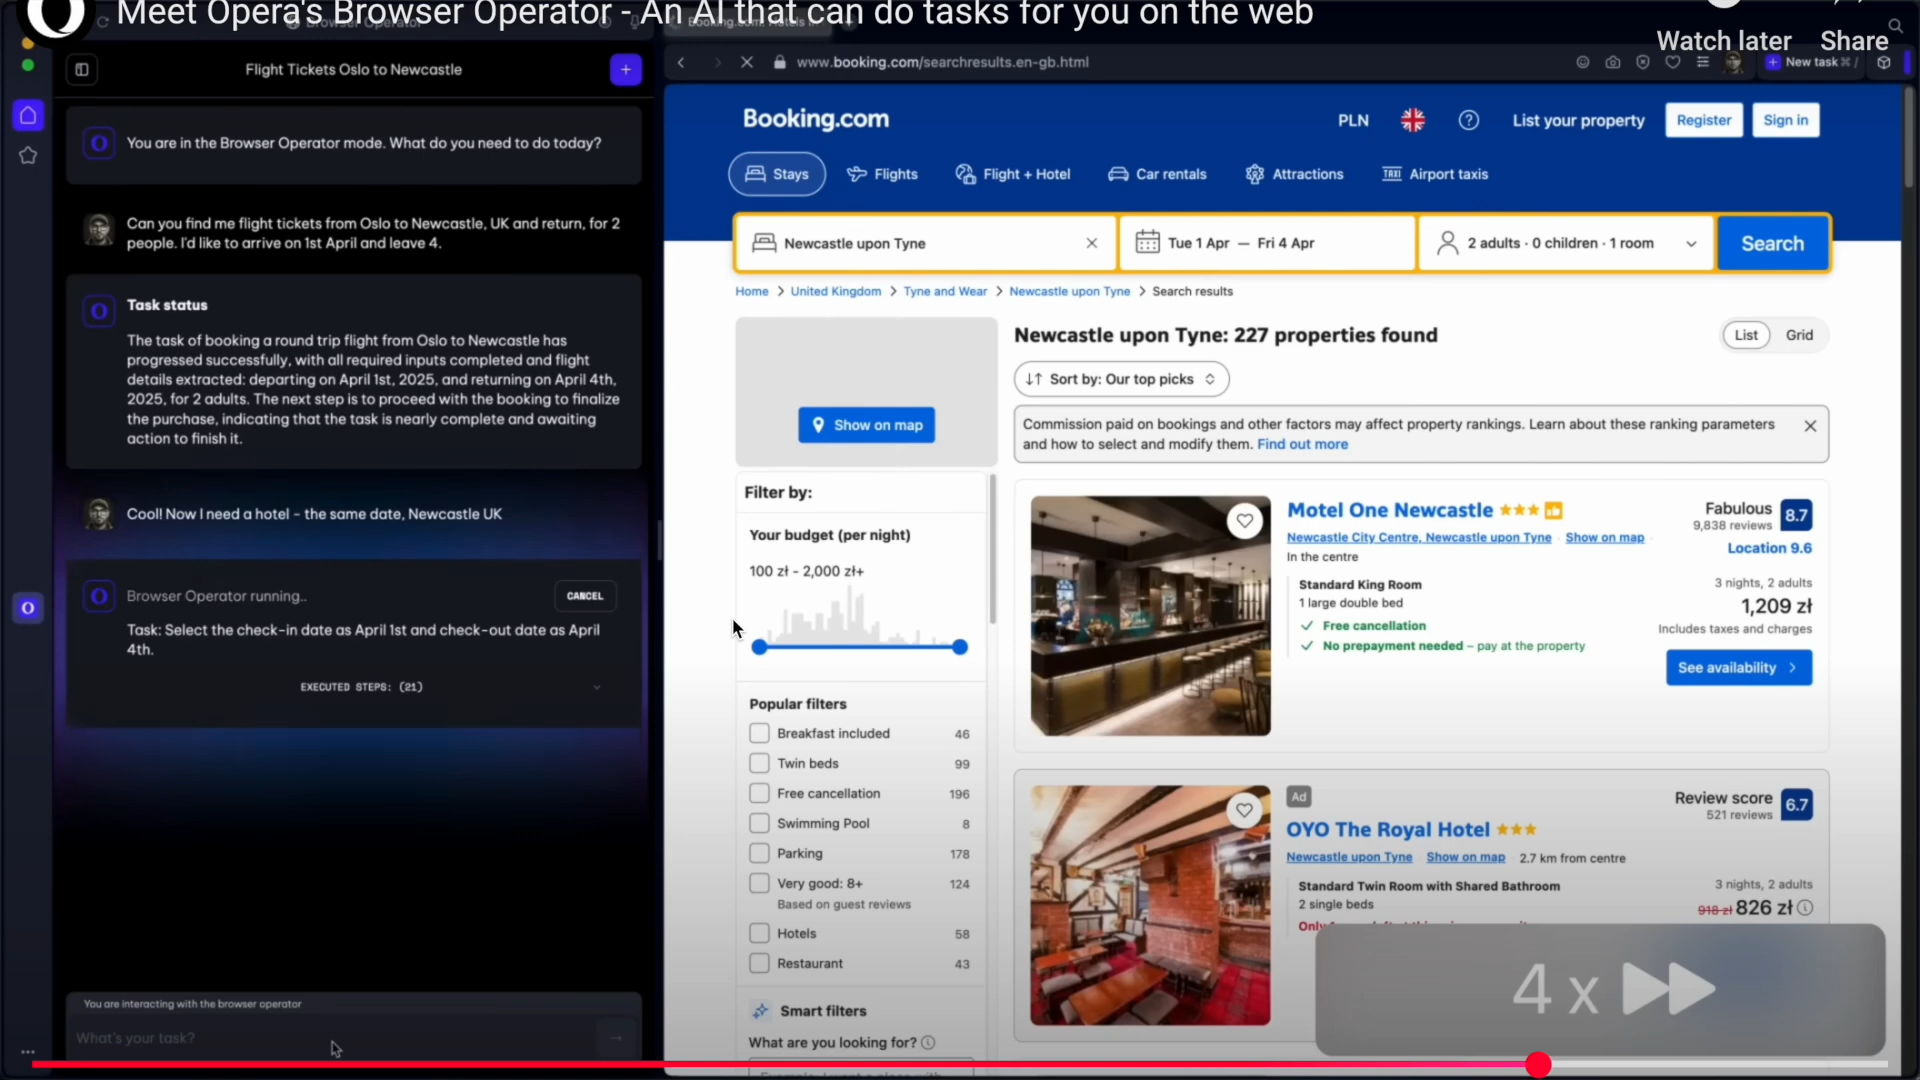 Meet Opera's Browser Operator - An AI that can do tasks for you on the web
Watch later
Share
Flight Tickets Oslo to Newcastle
+
You are in the Browser Operator mode. What do you need to do today?
Can you find me flight tickets from Oslo to Newcastle, UK and return, for 2
people. I'd like to arrive on 1st April and leave 4.
Task status
The task of booking a round trip flight from Oslo to Newcastle has
progressed successfully, with all required inputs completed and flight
details extracted: departing on April 1st, 2025, and returning on April 4th,
2025, for 2 adults. The next step is to proceed with the booking to finalize
the purchase, indicating that the task is nearly complete and awaiting
action to finish it.
Cool! Now I need a hotel - the same date, Newcastle UK
Browser Operator running..
CANCEL
Task: Select the check-in date as April 1st and check-out date as April
4th.
EXECUTED STEPS: (21)
You are interacting with the browser operator
What's your task?
www.booking.com/searchresults.en-gb.html
New task
Booking.com
PLN
List your property
Register
Sign in
Stays
Flights
Flight + Hotel
Car rentals
Attractions
TAXI Airport taxis
Newcastle upon Tyne
Tue 1 Apr — Fri 4 Apr
2 adults · 0 children · 1 room
Search
Home > United Kingdom > Tyne and Wear > Newcastle upon Tyne > Search results
Show on map
Newcastle upon Tyne: 227 properties found
List
Grid
Sort by: Our top picks
Commission paid on bookings and other factors may affect property rankings. Learn about these ranking parameters
and how to select and modify them. Find out more
Filter by:
Your budget (per night)
100 zł - 2,000 zł+
Popular filters
Breakfast included 46
Twin beds 99
Free cancellation 196
Swimming Pool 8
Parking 178
Very good: 8+ 124
Based on guest reviews
Hotels 58
Restaurant 43
Smart filters
What are you looking for?
Motel One Newcastle
Newcastle City Centre, Newcastle upon Tyne Show on map
In the centre
Fabulous 8.7
9,838 reviews
Location 9.6
Standard King Room
1 large double bed
Free cancellation
No prepayment needed – pay at the property
3 nights, 2 adults
1,209 zł
Includes taxes and charges
See availability
Ad
OYO The Royal Hotel
Newcastle upon Tyne Show on map 2.7 km from centre
Review score 6.7
521 reviews
Standard Twin Room with Shared Bathroom
2 single beds
3 nights, 2 adults
918 zł 826 zł
4 x